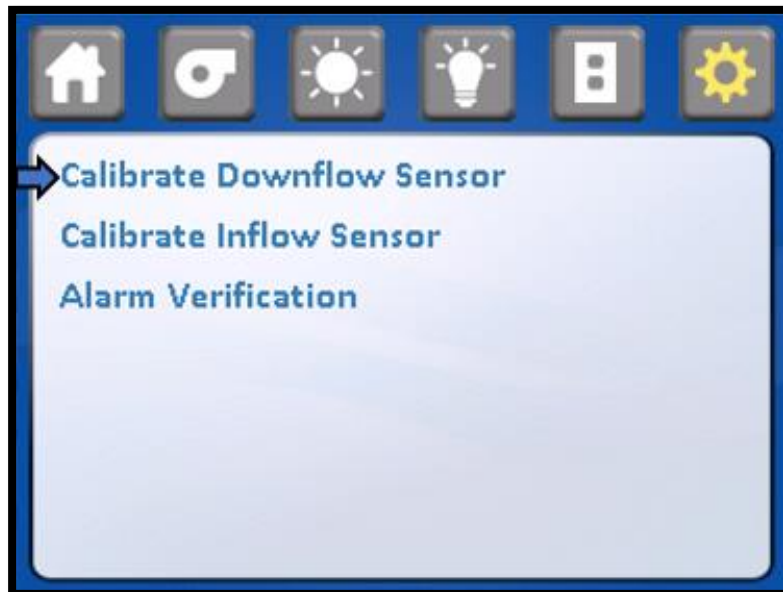 Calibrate Downflow Sensor
Calibrate Inflow Sensor
Alarm Verification